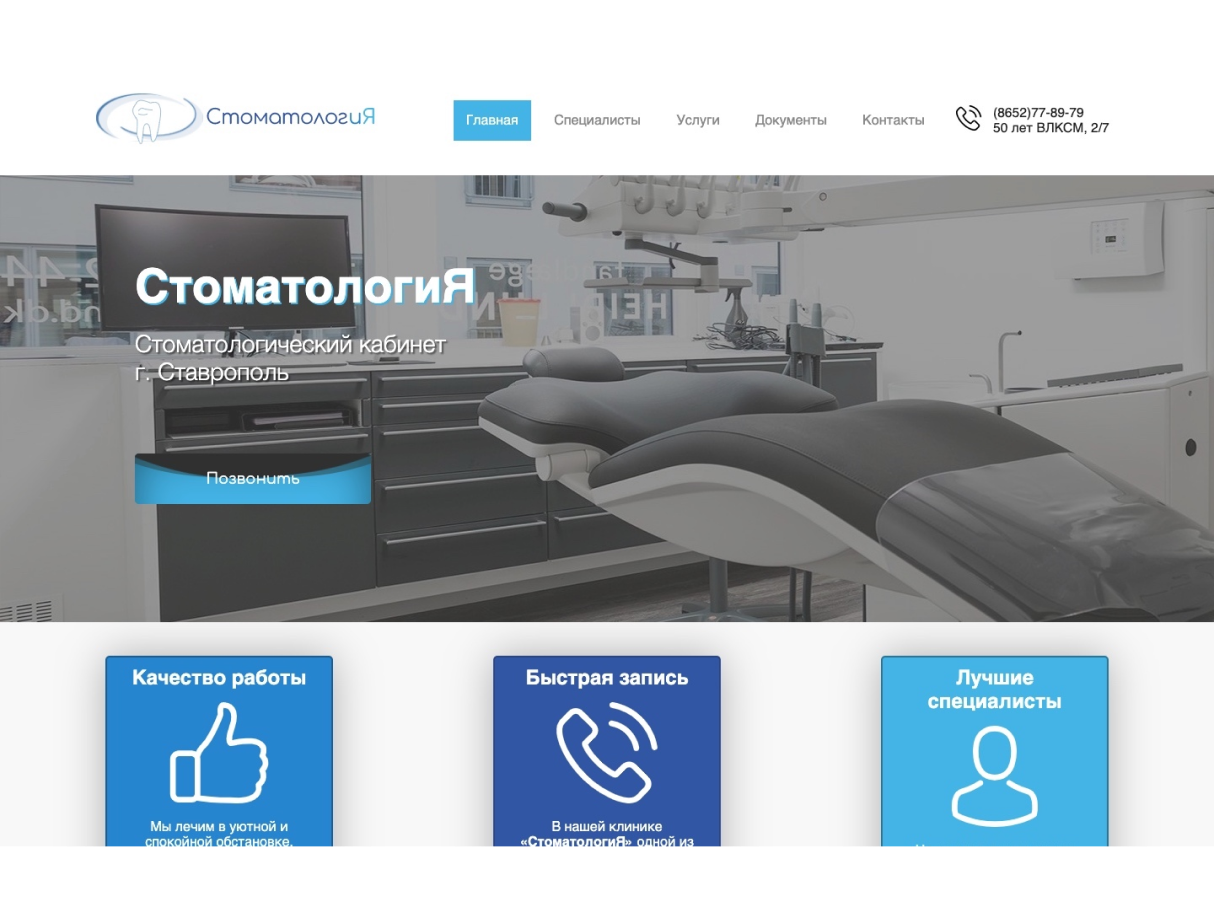 СтоматологиЯ
Главная
Специалисты
Услуги
Документы
Контакты
(8652)77-89-79
50 лет ВЛКСМ, 2/7
СтоматологиЯ
Стоматологический кабинет
г. Ставрополь
Позвонить
Качество работы
Мы лечим в уютной и
спокойной обстановке.
Быстрая запись
В нашей клинике
«СтоматологиЯ» одной из
Лучшие
специалисты